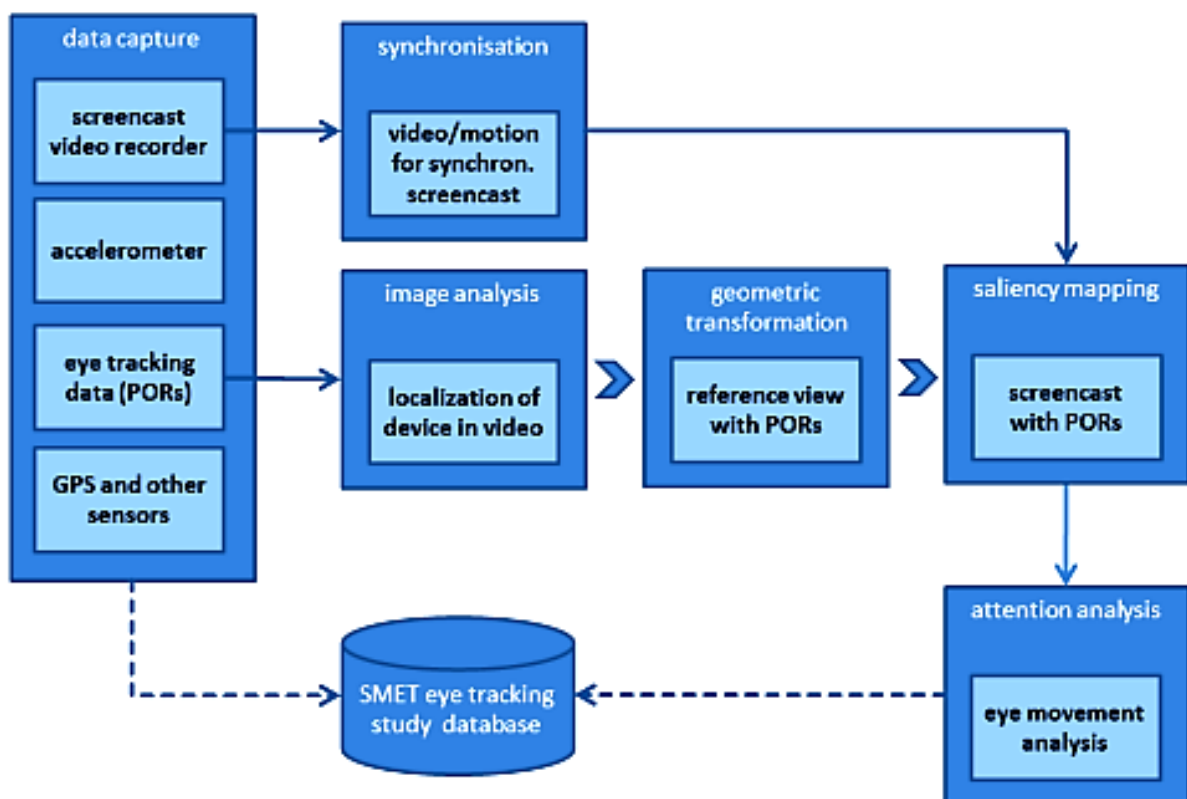 data capture
screencast
video recorder
accelerometer
eye tracking
data (PORs)
GPS and other
sensors
synchronisation
video/motion
for synchron.
screencast
image analysis
localization of
device in video
geometric
transformation
reference view
with PORs
saliency mapping
screencast
with PORs
attention analysis
eye movement
analysis
SMET eye tracking
study database